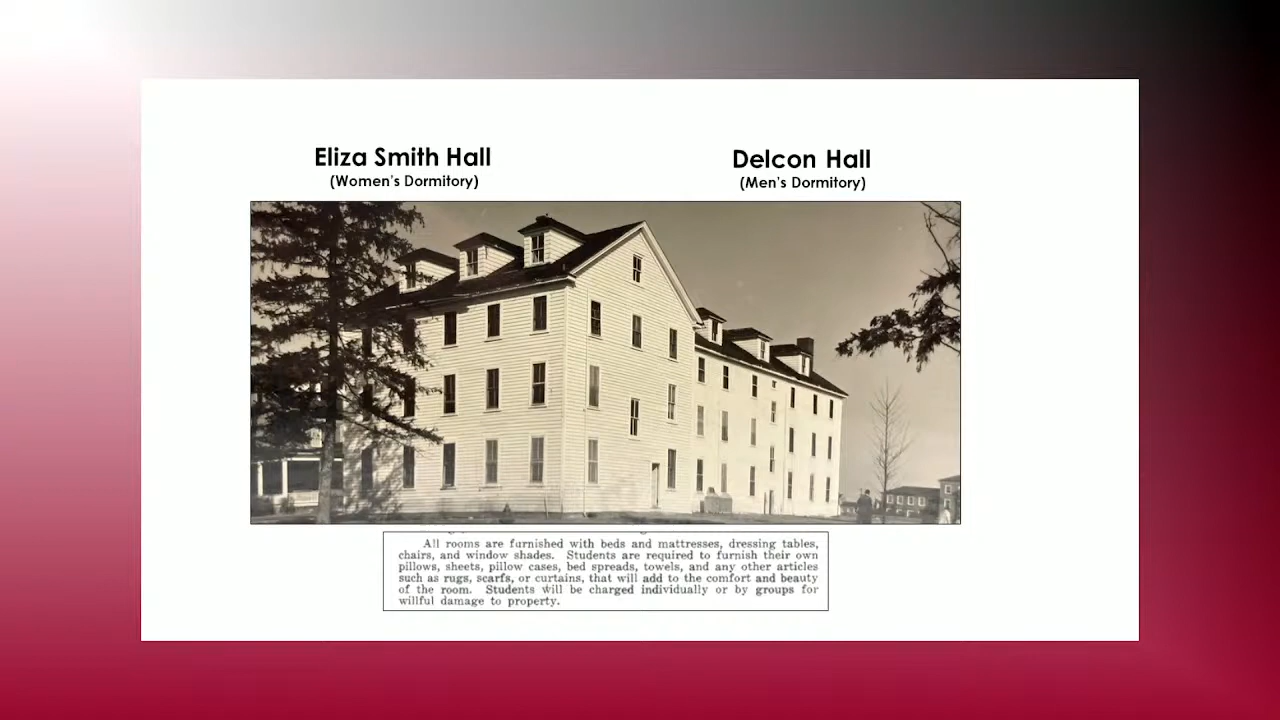 Eliza Smith Hall
(Women's Dormitory)
Delcon Hall
(Men's Dormitory)
All rooms are furnished with beds and mattresses, dressing tables,
chairs, and window shades. Students are required to furnish their own
pillows, sheets, pillow cases, bed spreads, towels, and any other articles
such as rugs, scarfs, or curtains, that will add to the comfort and beauty
of the room. Students will be charged individually or by groups for
willful damage to property.